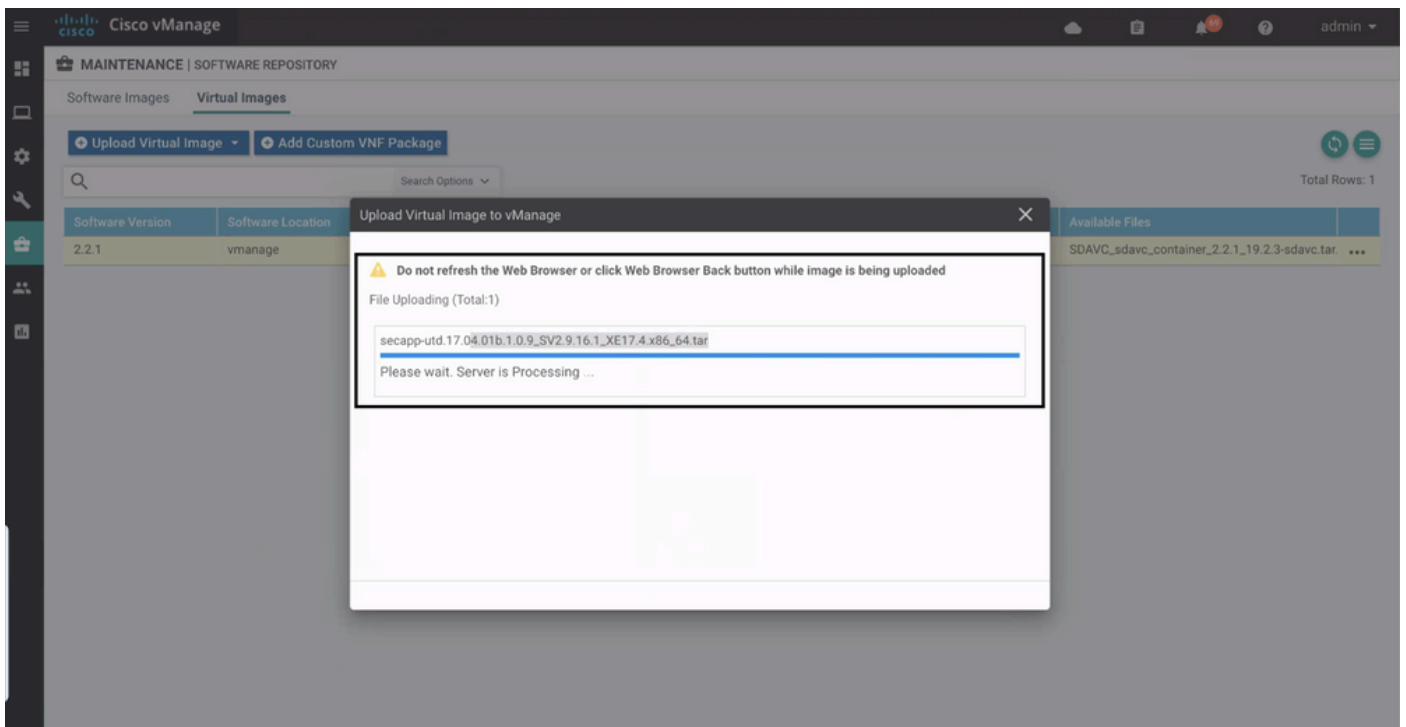 cisco Cisco vManage 69 admin
MAINTENANCE | SOFTWARE REPOSITORY
Software Images Virtual Images
Upload Virtual Image Add Custom VNF Package
Search Options Total Rows: 1
Software Version Software Location Available Files
2.2.1 vmanage SDAVC_sdavc_container_2.2.1_19.2.3-sdavc.tar. ...
Upload Virtual Image to vManage
Do not refresh the Web Browser or click Web Browser Back button while image is being uploaded
File Uploading (Total:1)
secapp-utd.17.04.01b.1.0.9_SV2.9.16.1_XE17.4.x86_64.tar
Please wait. Server is Processing ...